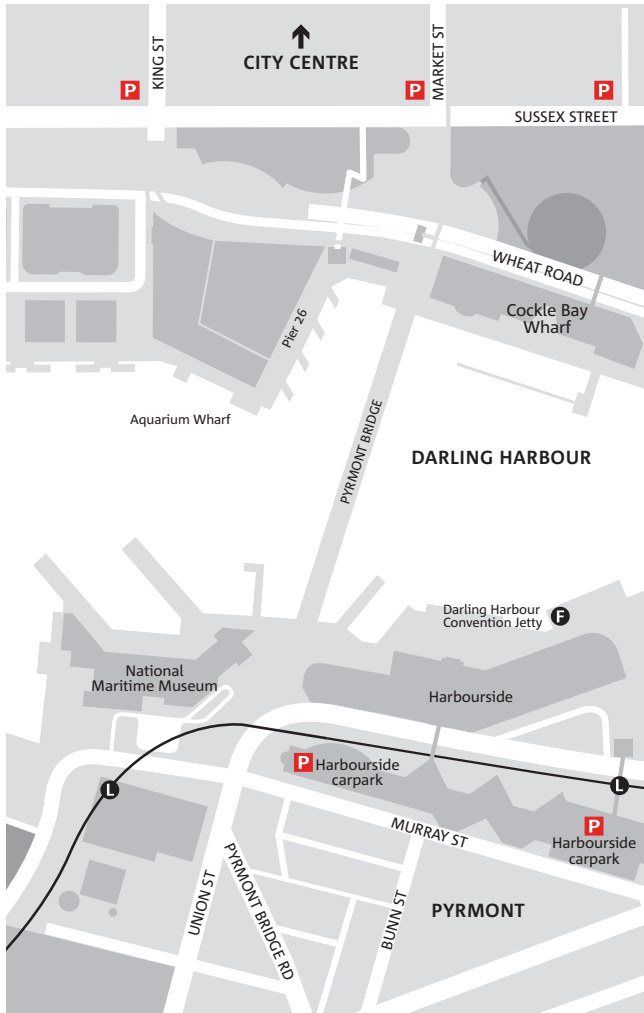 KING ST
CITY CENTRE
MARKET ST
P
P
P
SUSSEX STREET
WHEAT ROAD
Cockle Bay
Wharf
Pier 26
Aquarium Wharf
PYRMONT BRIDGE
DARLING HARBOUR
Darling Harbour
Convention Jetty
F
National
Maritime Museum
Harbourside
P
Harbourside
carpark
L
L
P
Harbourside
carpark
MURRAY ST
UNION ST
PYRMONT BRIDGE RD
BUNN ST
PYRMONT